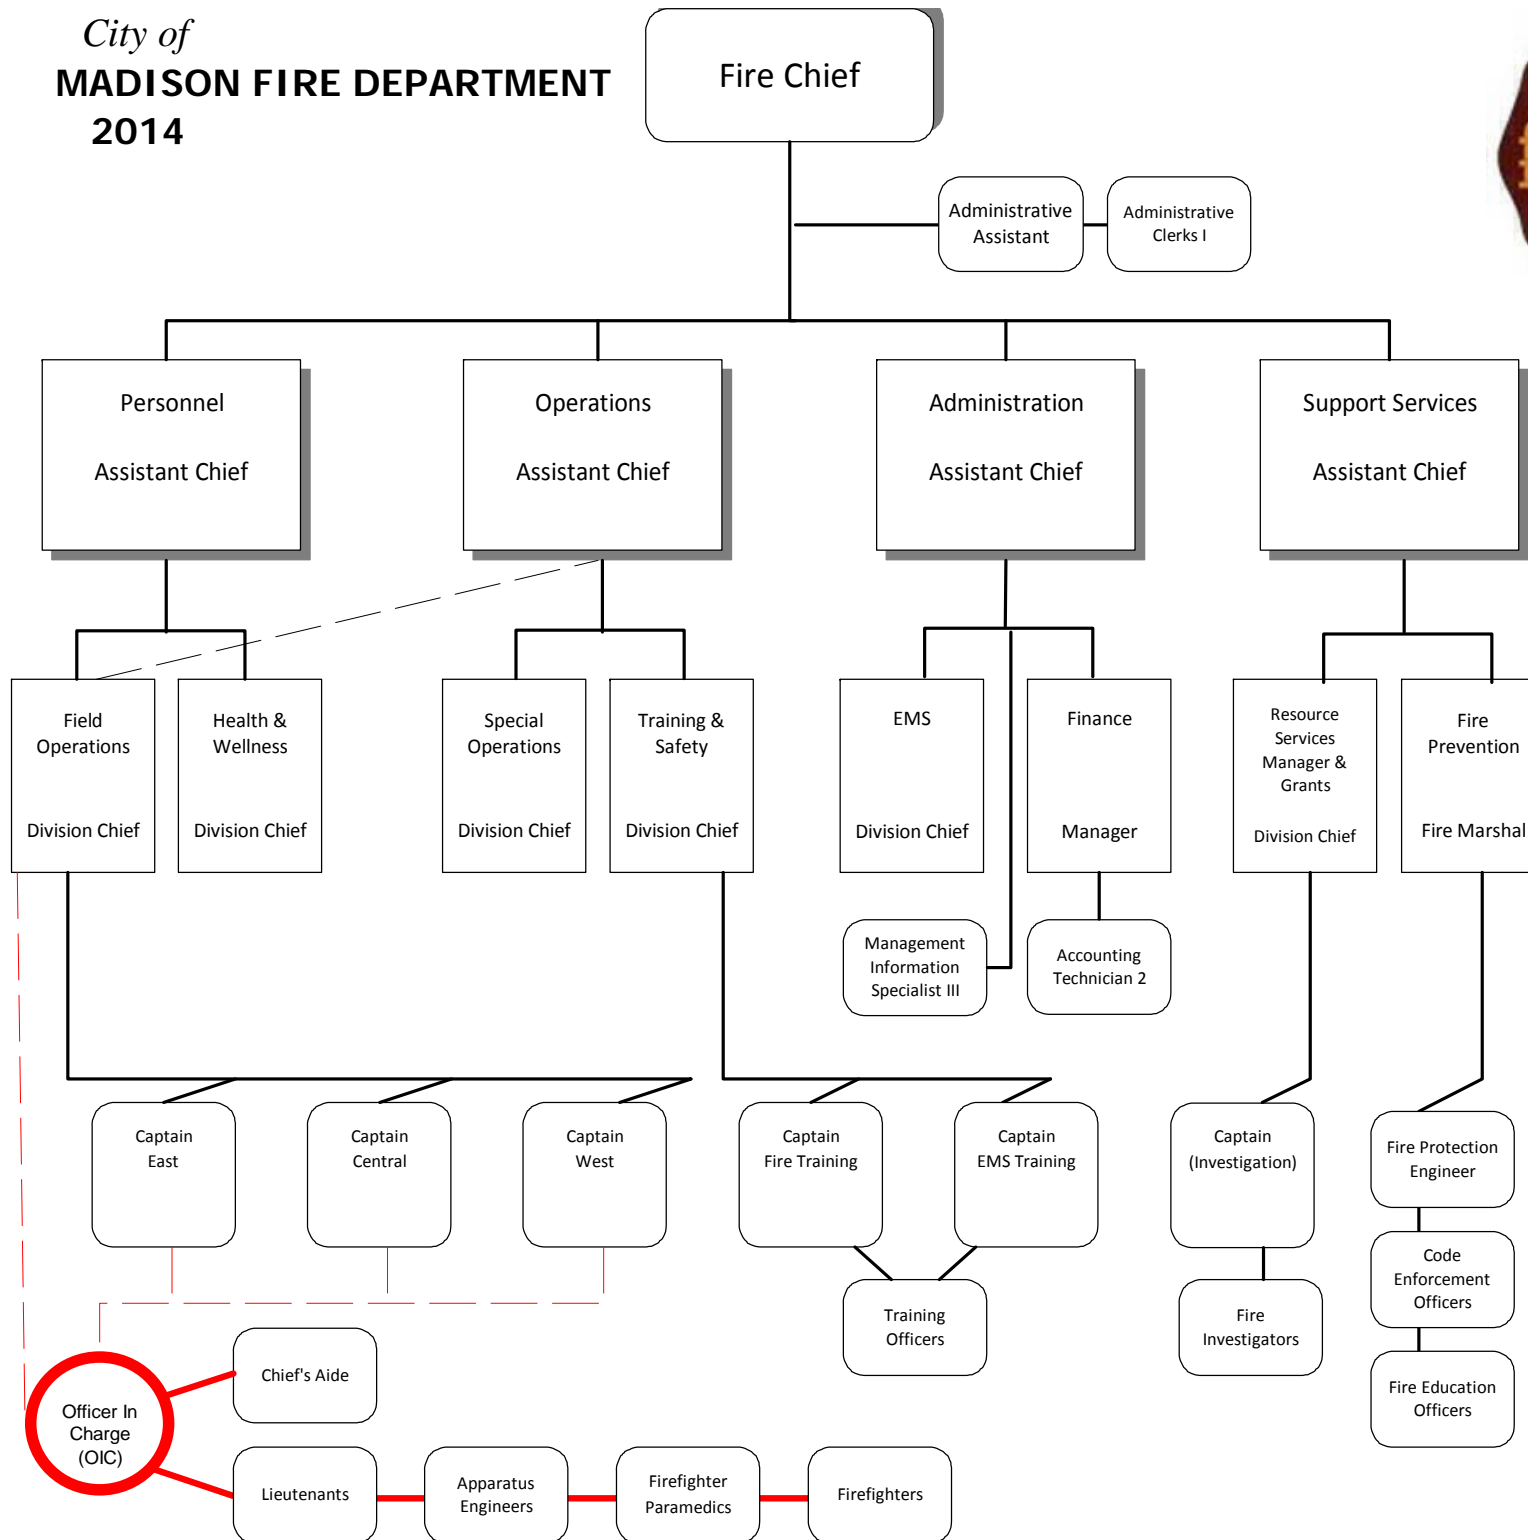 City of
MADISON FIRE DEPARTMENT
2014
Fire Chief
Administrative
Assistant
Administrative
Clerks I
Personnel
Assistant Chief
Operations
Assistant Chief
Administration
Assistant Chief
Support Services
Assistant Chief
Field
Operations
Division Chief
Health &
Wellness
Division Chief
Special
Operations
Division Chief
Training &
Safety
Division Chief
EMS
Division Chief
Finance
Manager
Resource
Services
Manager &
Grants
Division Chief
Fire
Prevention
Fire Marshal
Management
Information
Specialist III
Accounting
Technician 2
Captain
East
Captain
Central
Captain
West
Captain
Fire Training
Captain
EMS Training
Captain
(Investigation)
Fire Protection
Engineer
Training
Officers
Fire
Investigators
Code
Enforcement
Officers
Fire Education
Officers
Officer In
Charge
(OIC)
Chief's Aide
Lieutenants
Apparatus
Engineers
Firefighter
Paramedics
Firefighters